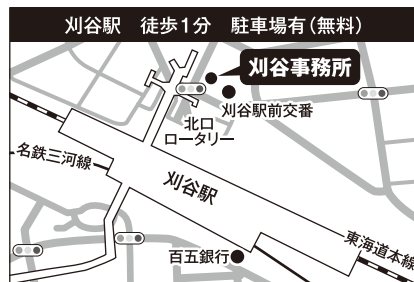 刈谷駅　徒歩1分　駐車場有(無料)
刈谷事務所
刈谷駅前交番
北口
ロータリー
名鉄三河線
刈谷駅
東海道本線
百五銀行